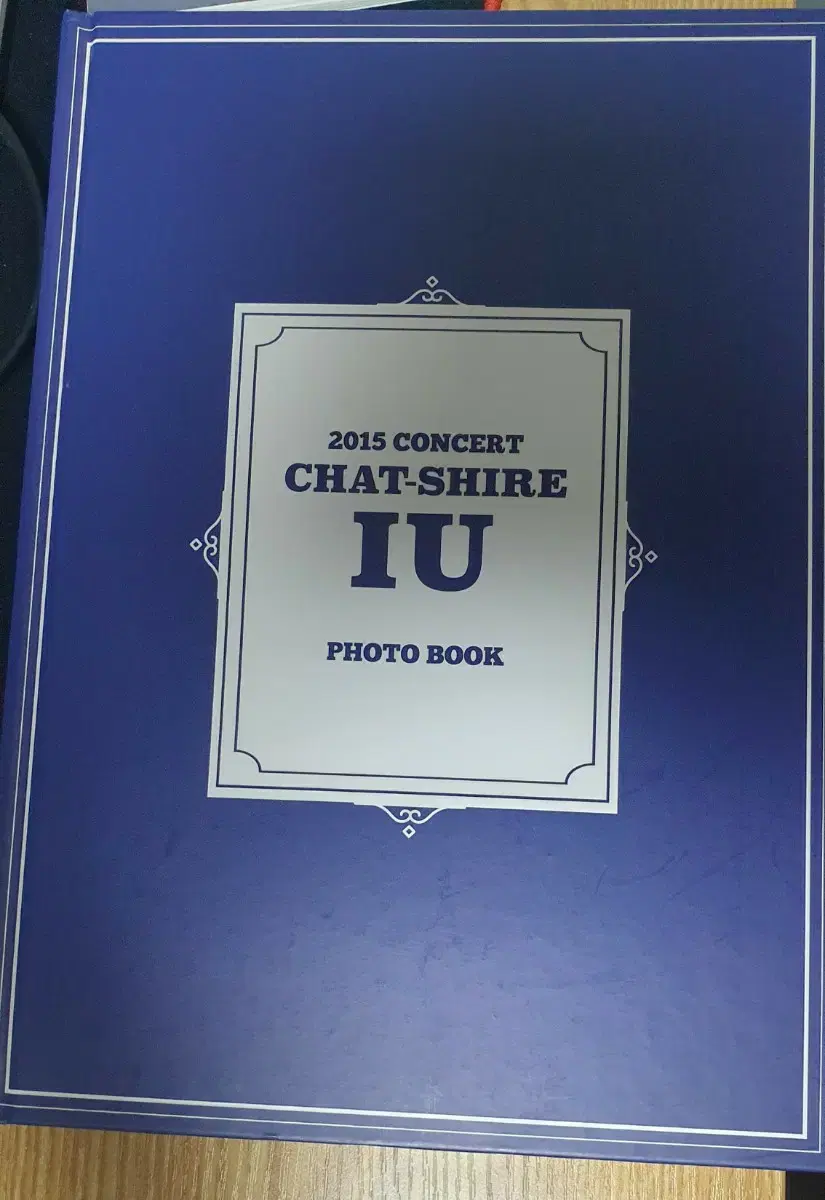 2015 CONCERT
CHAT-SHIRE
IU
PHOTO BOOK